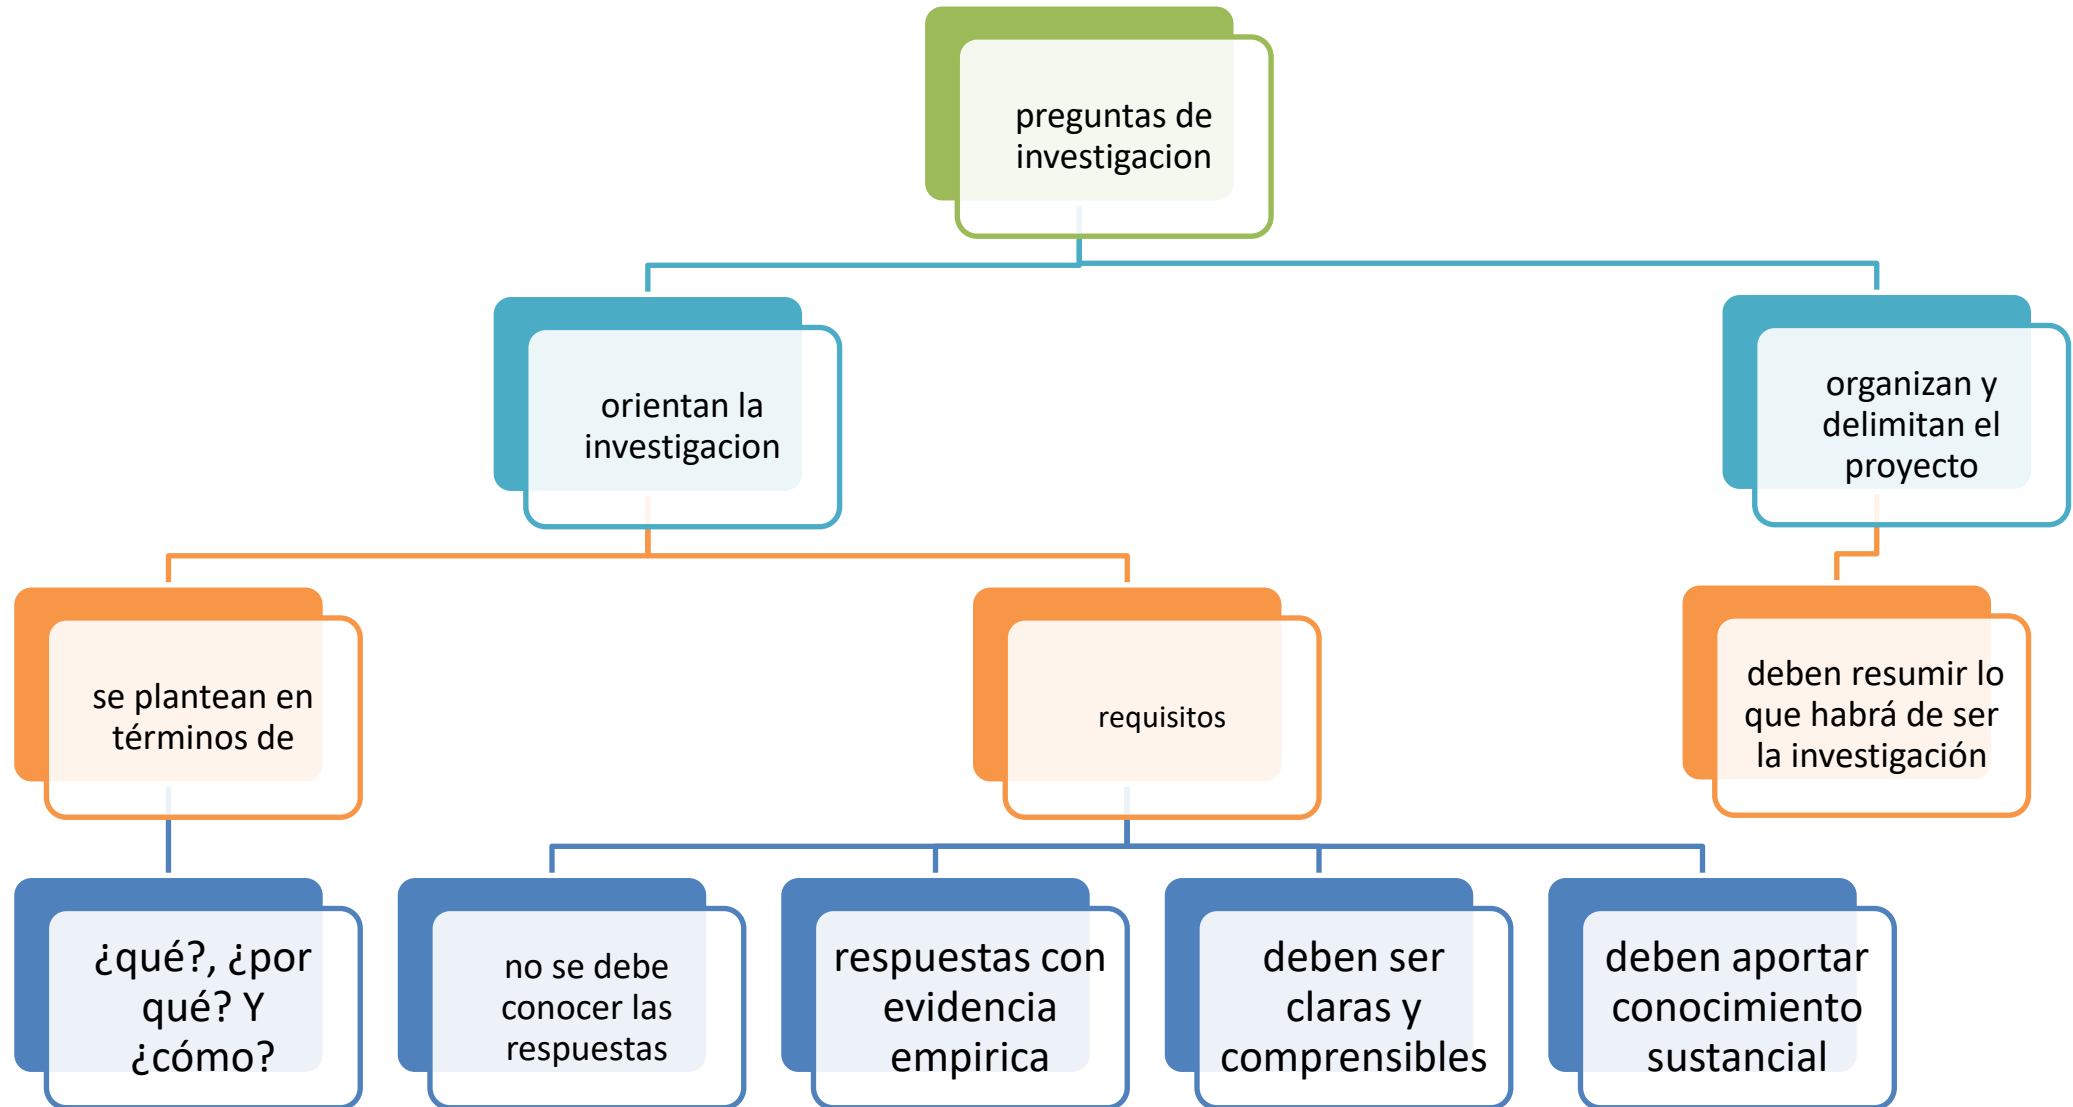 preguntas de
investigacion
orientan la
investigacion
organizan y
delimitan el
proyecto
se plantean en
términos de
requisitos
deben resumir lo
que habrá de ser
la investigación
¿qué?, ¿por
qué? Y
¿cómo?
no se debe
conocer las
respuestas
respuestas con
evidencia
empirica
deben ser
claras y
comprensibles
deben aportar
conocimiento
sustancial